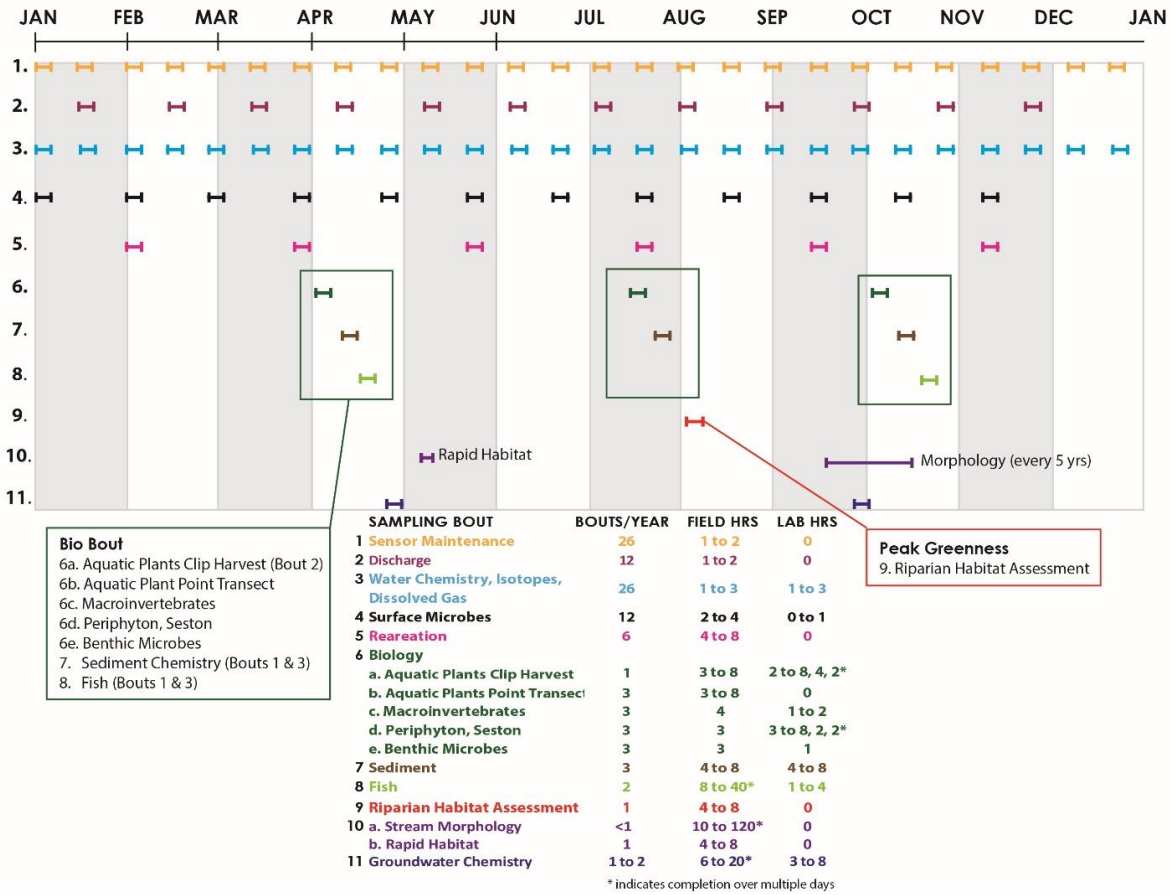 JAN FEB MAR APR MAY JUN JUL AUG SEP OCT NOV DEC JAN
1.
2.
3.
4.
5.
6.
7.
8.
9.
10. Rapid Habitat Morphology (every 5 yrs)
11.
Bio Bout
6a. Aquatic Plants Clip Harvest (Bout 2)
6b. Aquatic Plant Point Transect
6c. Macroinvertebrates
6d. Periphyton, Seston
6e. Benthic Microbes
7. Sediment Chemistry (Bouts 1 & 3)
8. Fish (Bouts 1 & 3)
SAMPLING BOUT BOUTS/YEAR FIELD HRS LAB HRS
1 Sensor Maintenance 26 1 to 2 0
2 Discharge 12 1 to 2 0
3 Water Chemistry, Isotopes,
Dissolved Gas 26 1 to 3 1 to 3
4 Surface Microbes 12 2 to 4 0 to 1
5 Rearation 6 4 to 8 0
6 Biology
a. Aquatic Plants Clip Harvest 1 3 to 8 2 to 8, 4, 2*
b. Aquatic Plants Point Transect 3 3 to 8 0
c. Macroinvertebrates 3 4 1 to 2
d. Periphyton, Seston 3 3 3 to 8, 2, 2*
e. Benthic Microbes 3 3 1
7 Sediment 3 4 to 8 4 to 8
8 Fish 2 8 to 40* 1 to 4
9 Riparian Habitat Assessment 1 4 to 8 0
10 a. Stream Morphology <1 10 to 120* 0
b. Rapid Habitat 1 4 to 8 0
11 Groundwater Chemistry 1 to 2 6 to 20* 3 to 8
* indicates completion over multiple days
Peak Greenness
9. Riparian Habitat Assessment